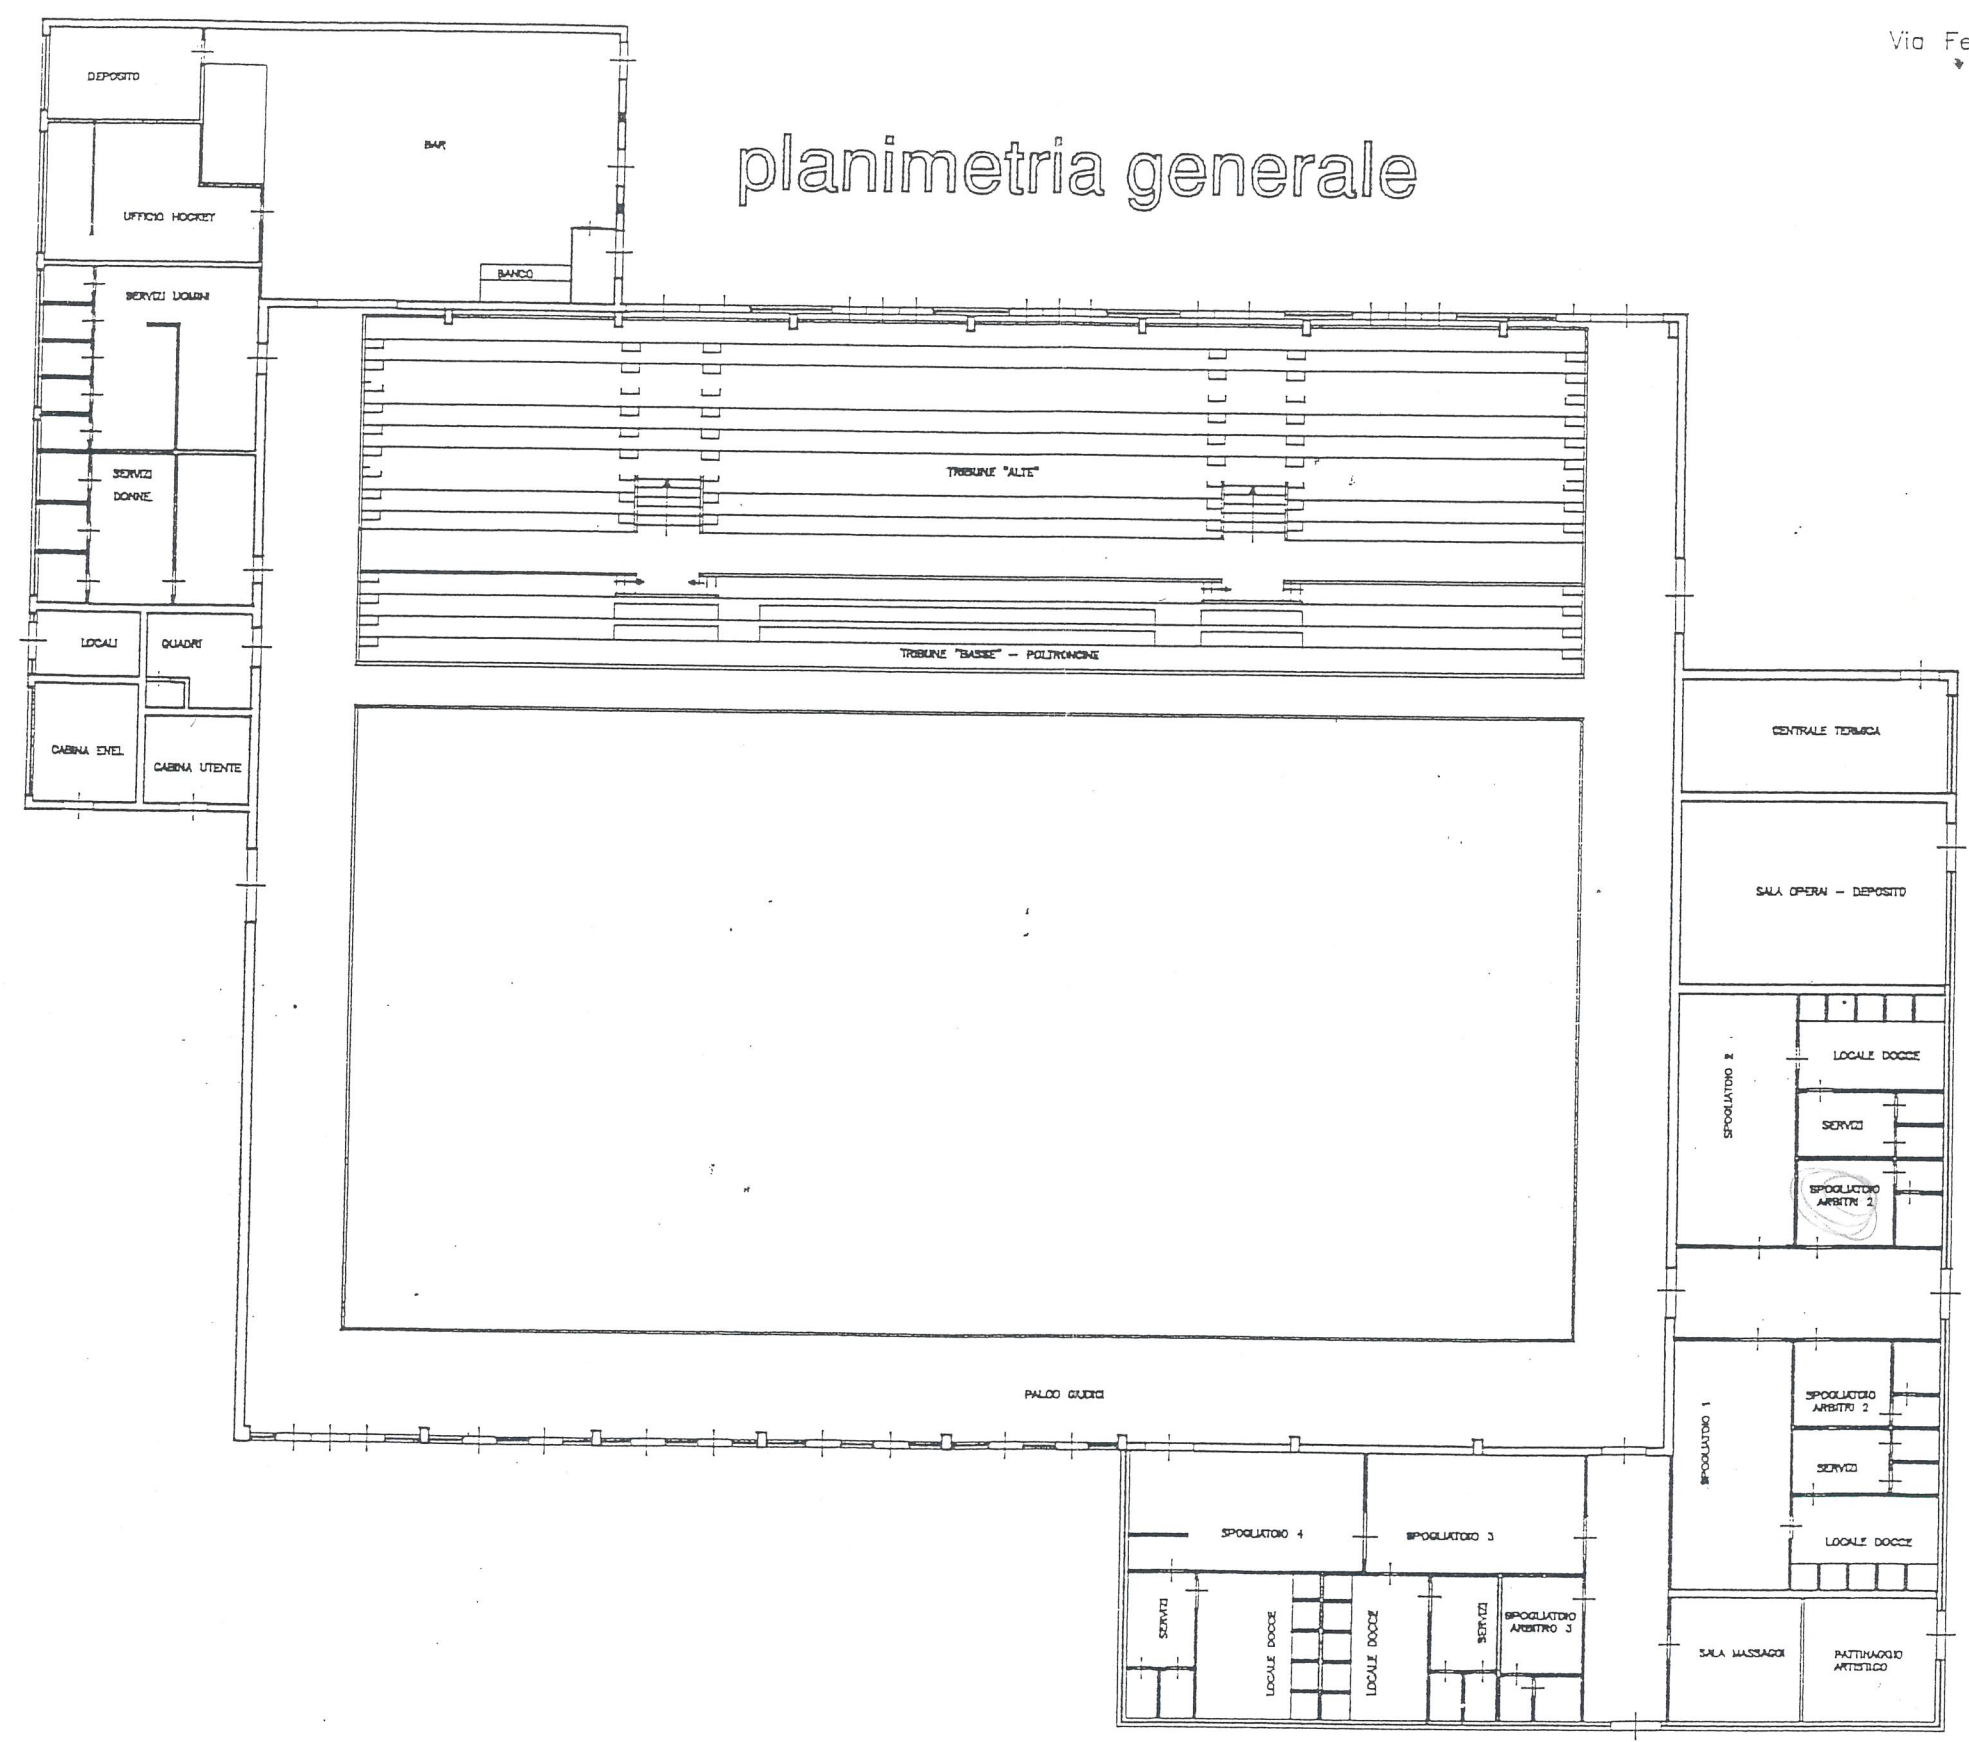 Via Fe
DEPOSITO
BAR
planimetria generale
UFFICIO HOCKEY
BANCO
SERVIZI UOMINI
TRIBUNE "ALTE"
SERVIZI
DONNE
LOCALI
QUADRI
TRIBUNE "BASSE" - POLTRONCINE
CABINA ENEL
CABINA UTENTE
CENTRALE TERMICA
SALA OPERAI - DEPOSITO
SPOGLIATOIO 2
LOCALE DOCCE
SERVIZI
SPOGLIATOIO
ARBITRI 2
PALCO GIUDICI
SPOGLIATOIO 1
SPOGLIATOIO
ARBITRI 2
SERVIZI
LOCALE DOCCE
SPOGLIATOIO 4
SPOGLIATOIO 3
SERVIZI
LOCALE DOCCE
LOCALE DOCCE
SERVIZI
SPOGLIATOIO
ARBITRO 3
SALA MASSAGGI
PATTINAGGIO
ARTISTICO